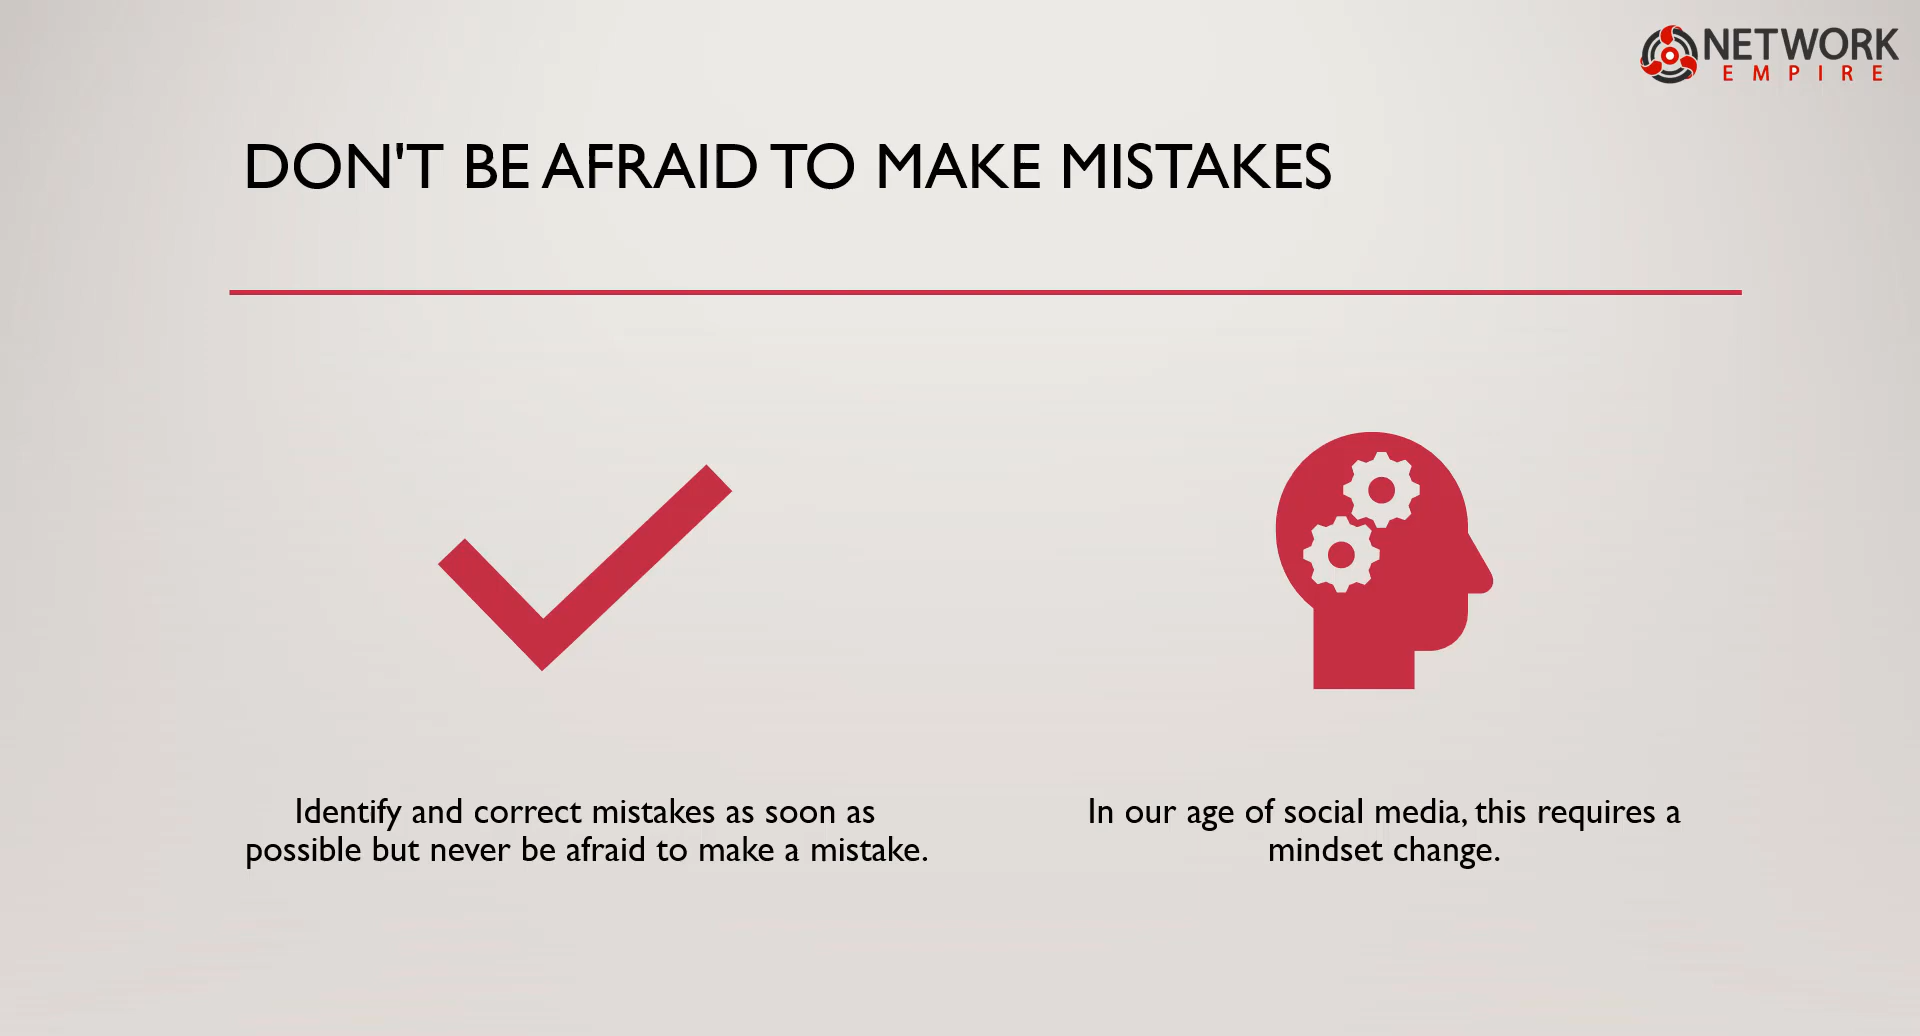 NETWORK
EMPIRE
DON'T BE AFRAID TO MAKE MISTAKES
Identify and correct mistakes as soon as
possible but never be afraid to make a mistake.
In our age of social media, this requires a
mindset change.